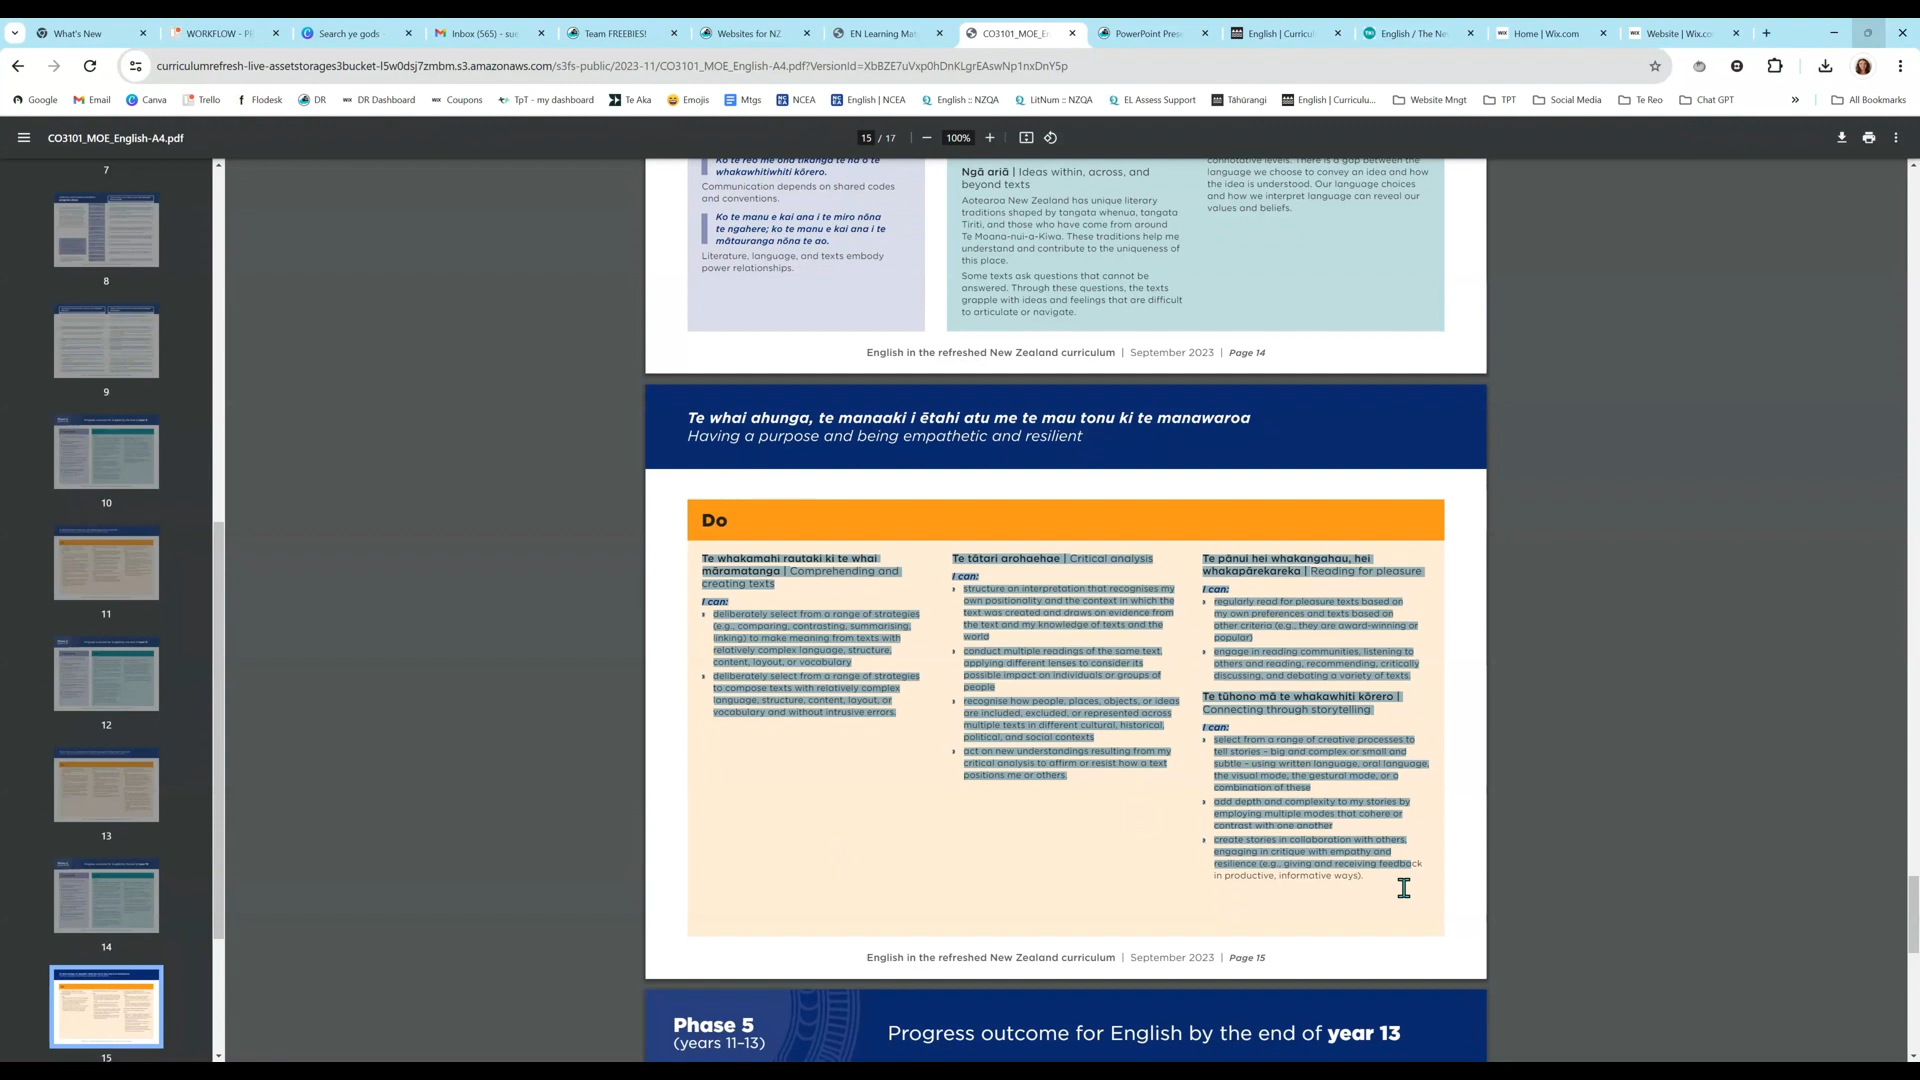 What's New
WORKFLOW - P
Search ye gods
Inbox (565) - sue
Team FREEBIES!
Websites for NZ
EN Learning Mat
CO3101_MOE_En
PowerPoint Pres
English | Curricul
English / The Ne
Home | Wix.com
Website | Wix.co
curriculumrefresh-live-assetstorages3bucket-l5w0dsj7zmbm.s3.amazonaws.com/s3fs-public/2023-11/CO3101_MOE_English-A4.pdf?VersionId=XbBZE7uVxp0hDnKLgrEAswNp1nxDnY5p
Google
Email
Canva
Trello
Flodesk
DR
DR Dashboard
Coupons
TpT - my dashboard
Te Aka
Emojis
Mtgs
NCEA
English | NCEA
English :: NZQA
LitNum :: NZQA
EL Assess Support
Tāhūrangi
English | Curriculu...
Website Mngt
TPT
Social Media
Te Reo
Chat GPT
All Bookmarks
CO3101_MOE_English-A4.pdf
15 / 17
100%
7
8
9
10
11
12
13
14
15
Ko te reo me ōna tikanga te hā o te
whakawhitiwhiti kōrero.
Communication depends on shared codes
and conventions.
Ko te manu e kai ana i te miro nōna
te ngahere; ko te manu e kai ana i te
mātauranga nōna te ao.
Literature, language, and texts embody
power relationships.
Ngā ariā | Ideas within, across, and
beyond texts
Aotearoa New Zealand has unique literary
traditions shaped by tangata whenua, tangata
Tiriti, and those who have come from around
Te Moana-nui-a-Kiwa. These traditions help me
understand and contribute to the uniqueness of
this place.
Some texts ask questions that cannot be
answered. Through these questions, the texts
grapple with ideas and feelings that are difficult
to articulate or navigate.
connotative levels. There is a gap between the
language we choose to convey an idea and how
the idea is understood. Our language choices
and how we interpret language can reveal our
values and beliefs.
English in the refreshed New Zealand curriculum | September 2023 | Page 14
Te whai ahunga, te manaaki i ētahi atu me te mau tonu ki te manawaroa
Having a purpose and being empathetic and resilient
Do
Te whakamahi rautaki ki te whai
māramatanga | Comprehending and
creating texts
I can:
deliberately select from a range of strategies
(e.g., comparing, contrasting, summarising,
linking) to make meaning from texts with
relatively complex language, structure,
content, layout, or vocabulary
deliberately select from a range of strategies
to compose texts with relatively complex
language, structure, content, layout, or
vocabulary and without intrusive errors.
Te tātari arohaehae | Critical analysis
I can:
structure an interpretation that recognises my
own positionality and the context in which the
text was created and draws on evidence from
the text and my knowledge of texts and the
world
conduct multiple readings of the same text,
applying different lenses to consider its
possible impact on individuals or groups of
people
recognise how people, places, objects, or ideas
are included, excluded, or represented across
multiple texts in different cultural, historical,
political, and social contexts
act on new understandings resulting from my
critical analysis to affirm or resist how a text
positions me or others.
Te pānui hei whakangahau, hei
whakapārekareka | Reading for pleasure
I can:
regularly read for pleasure texts based on
my own preferences and texts based on
other criteria (e.g., they are award-winning or
popular)
engage in reading communities, listening to
others and reading, recommending, critically
discussing, and debating a variety of texts.
Te tūhono mā te whakawhiti kōrero |
Connecting through storytelling
I can:
select from a range of creative processes to
tell stories – big and complex or small and
subtle – using written language, oral language,
the visual mode, the gestural mode, or a
combination of these
add depth and complexity to my stories by
employing multiple modes that cohere or
contrast with one another
create stories in collaboration with others,
engaging in critique with empathy and
resilience (e.g., giving and receiving feedback
in productive, informative ways).
English in the refreshed New Zealand curriculum | September 2023 | Page 15
Phase 5
(years 11–13)
Progress outcome for English by the end of year 13